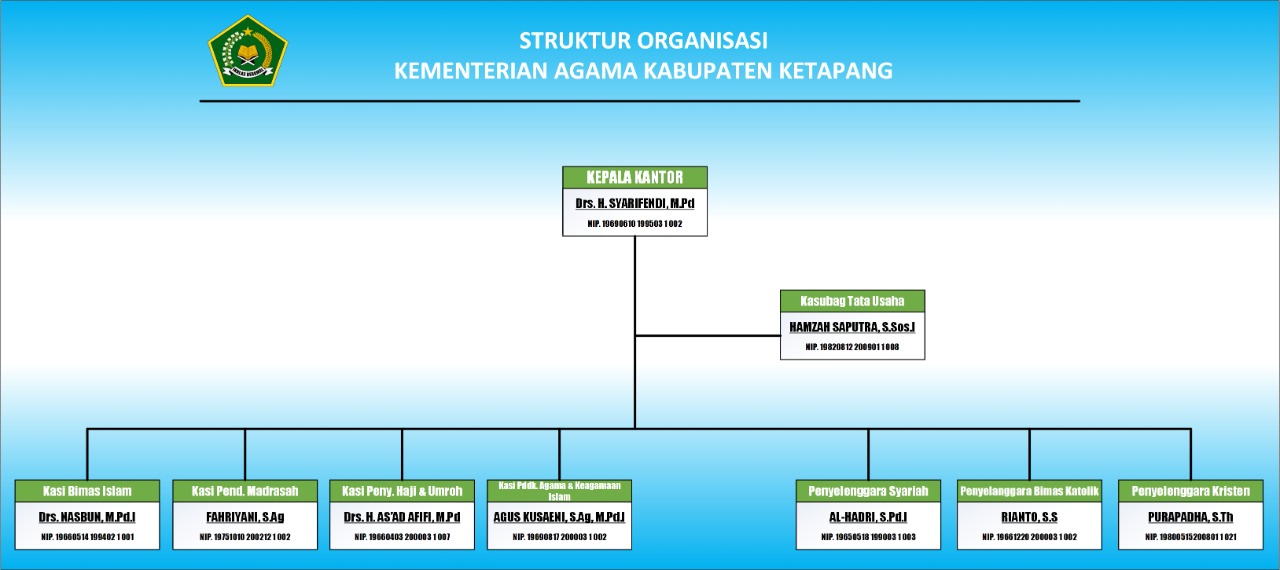 STRUKTUR ORGANISASI
KEMENTERIAN AGAMA KABUPATEN KETAPANG
IKHLAS BERAMAL
KEPALA KANTOR
Drs. H. SYARIFENDI, M.Pd
NIP. 19690610 199503 1 002
Kasubag Tata Usaha
HAMZAH SAPUTRA, S.Sos.I
NIP. 19820812 200901 1 008
Kasi Bimas Islam
Drs. NASBUN, M.Pd.I
NIP. 19660514 199402 1 001
Kasi Pend. Madrasah
FAHRIYANI, S.Ag
NIP. 19751010 200212 1 002
Kasi Peny. Haji & Umroh
Drs. H. AS'AD AFIFI, M.Pd
NIP. 19660403 200003 1 007
Kasi Pddk. Agama & Keagamaan
Islam
AGUS KUSAENI, S.Ag, M.Pd.I
NIP. 19690817 200003 1 002
Penyelenggara Syariah
AL-HADRI, S.Pd.I
NIP. 19650518 199003 1 003
Penyelanggara Bimas Katolik
RIANTO, S.S
NIP. 19661220 200003 1 002
Penyelenggara Kristen
PURAPADHA, S.Th
NIP. 19800515200801 1 021